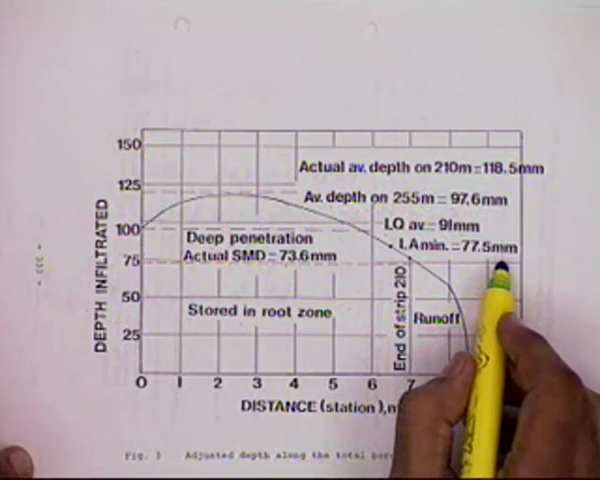 150
Actual av. depth on 210m = 118.5mm
125
Av. depth on 255m = 97.6mm
LQ av = 91mm
100
Deep penetration
LA min. = 77.5mm
Actual SMD = 73.6mm
75
DEPTH INFILTRATED
50
Stored in root zone
End of strip 210
Runoff
25
0 1 2 3 4 5 6 7
DISTANCE (station), m
Fig. 3 Adjusted depth along the total